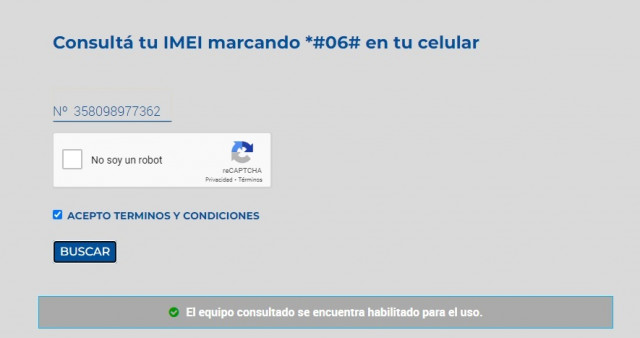 Consultá tu IMEI marcando *#06# en tu celular
Nº 358098977362
No soy un robot
reCAPTCHA
Privacidad • Términos
ACEPTO TERMINOS Y CONDICIONES
BUSCAR
El equipo consultado se encuentra habilitado para el uso.